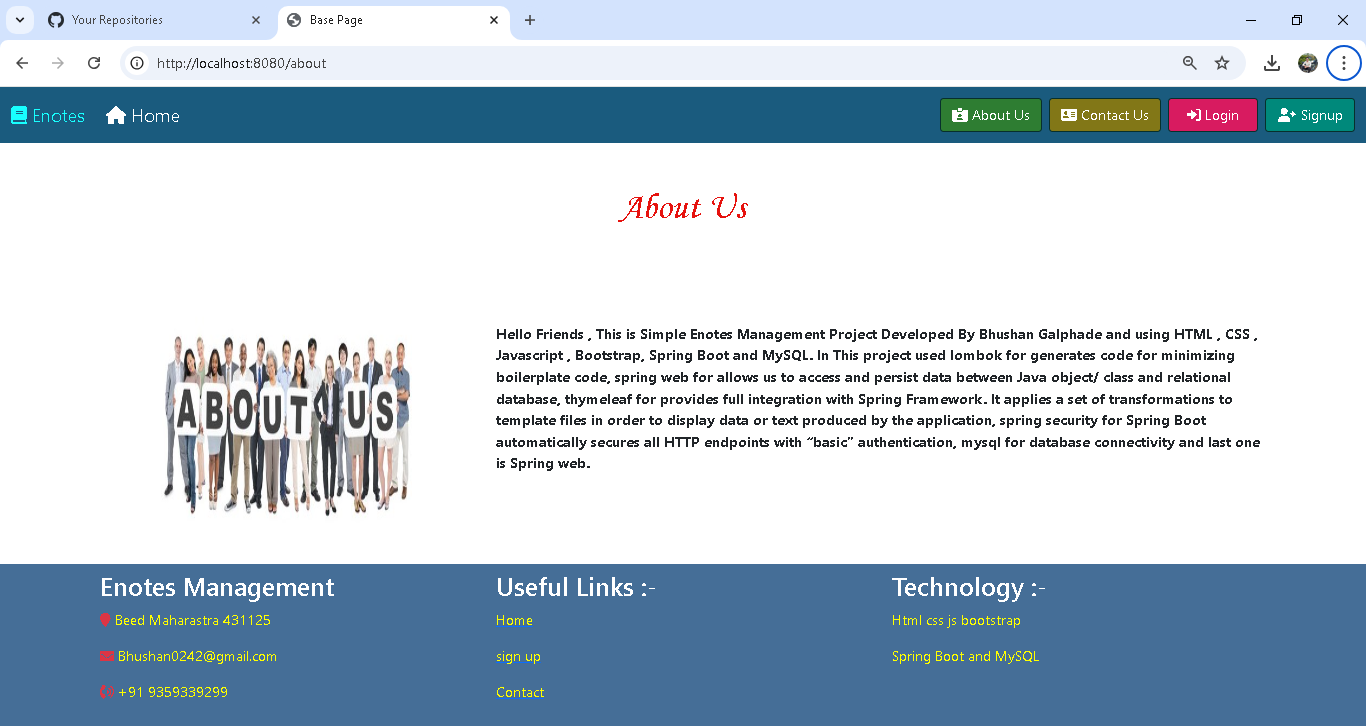 Your Repositories
Base Page
http://localhost:8080/about
Enotes Home About Us Contact Us Login Signup
About Us
ABOUT US
Hello Friends , This is Simple Enotes Management Project Developed By Bhushan Galphade and using HTML , CSS ,
Javascript , Bootstrap, Spring Boot and MySQL. In This project used lombok for generates code for minimizing
boilerplate code, spring web for allows us to access and persist data between Java object/ class and relational
database, thymeleaf for provides full integration with Spring Framework. It applies a set of transformations to
template files in order to display data or text produced by the application, spring security for Spring Boot
automatically secures all HTTP endpoints with “basic” authentication, mysql for database connectivity and last one
is Spring web.
Enotes Management
Beed Maharastra 431125
Bhushan0242@gmail.com
+91 9359339299
Useful Links :-
Home
sign up
Contact
Technology :-
Html css js bootstrap
Spring Boot and MySQL